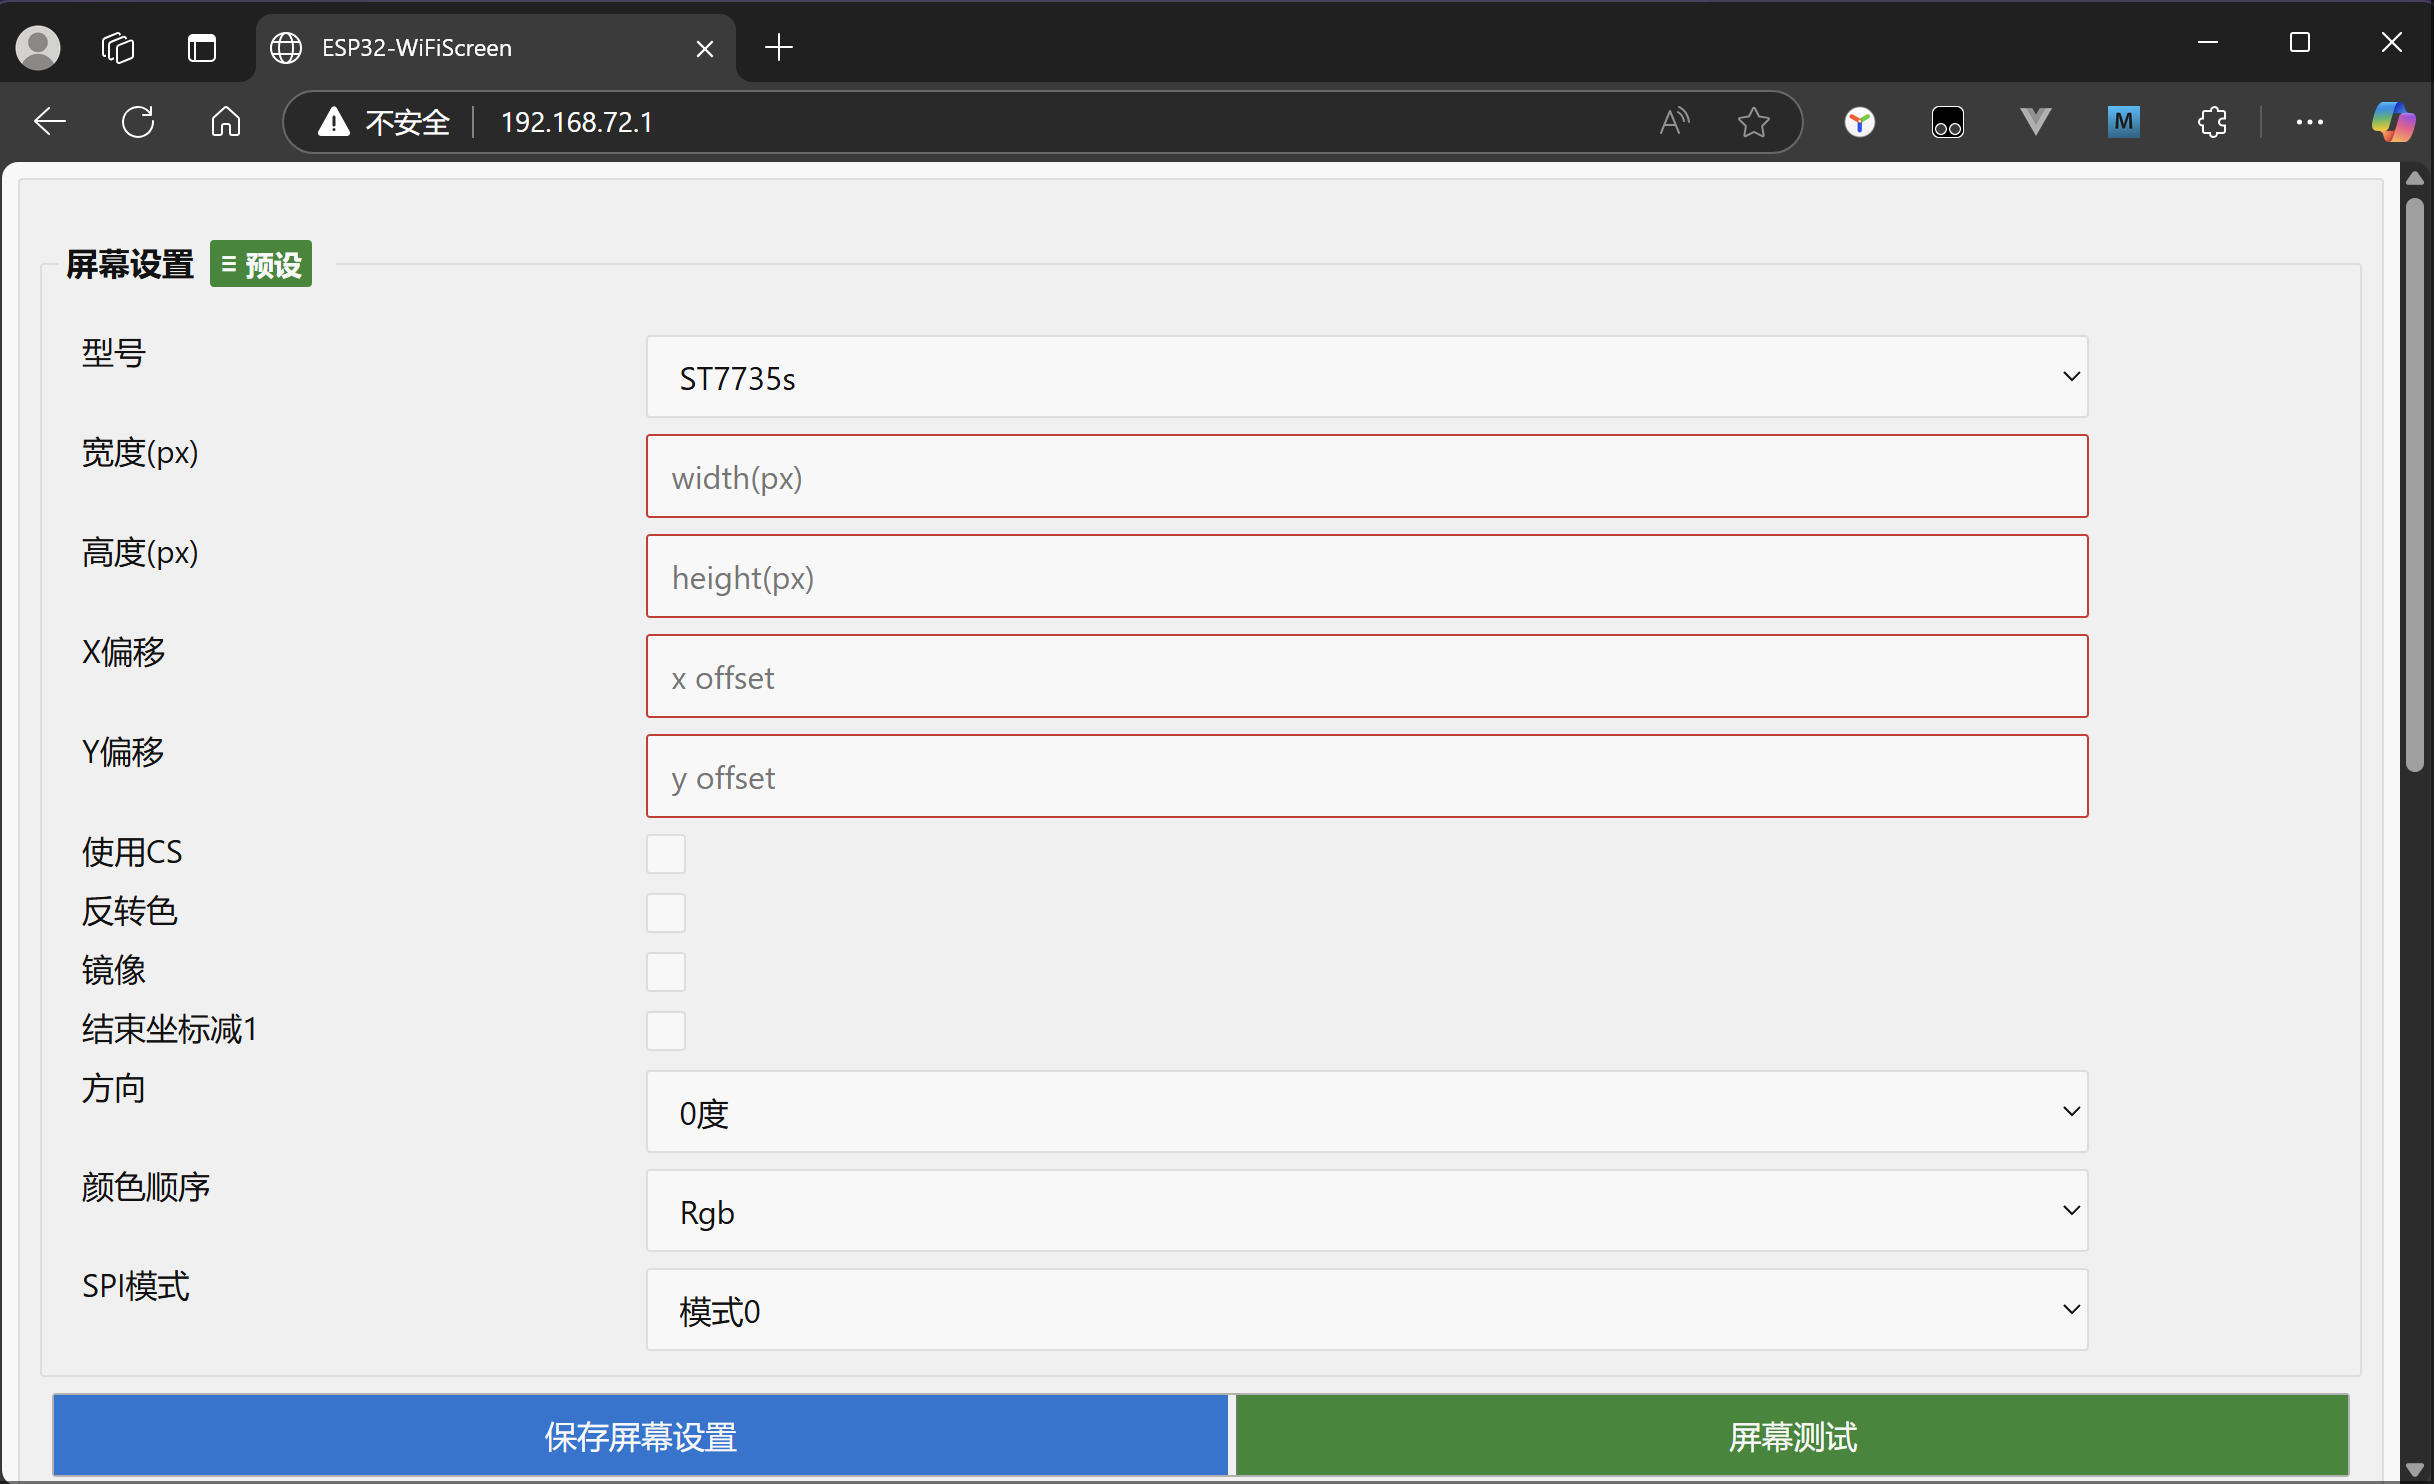 ESP32-WiFiScreen
不安全
192.168.72.1
屏幕设置 ≡ 预设
型号
ST7735s
宽度(px)
width(px)
高度(px)
height(px)
X偏移
x offset
Y偏移
y offset
使用CS
反转色
镜像
结束坐标减1
方向
0度
颜色顺序
Rgb
SPI模式
模式0
保存屏幕设置
屏幕测试